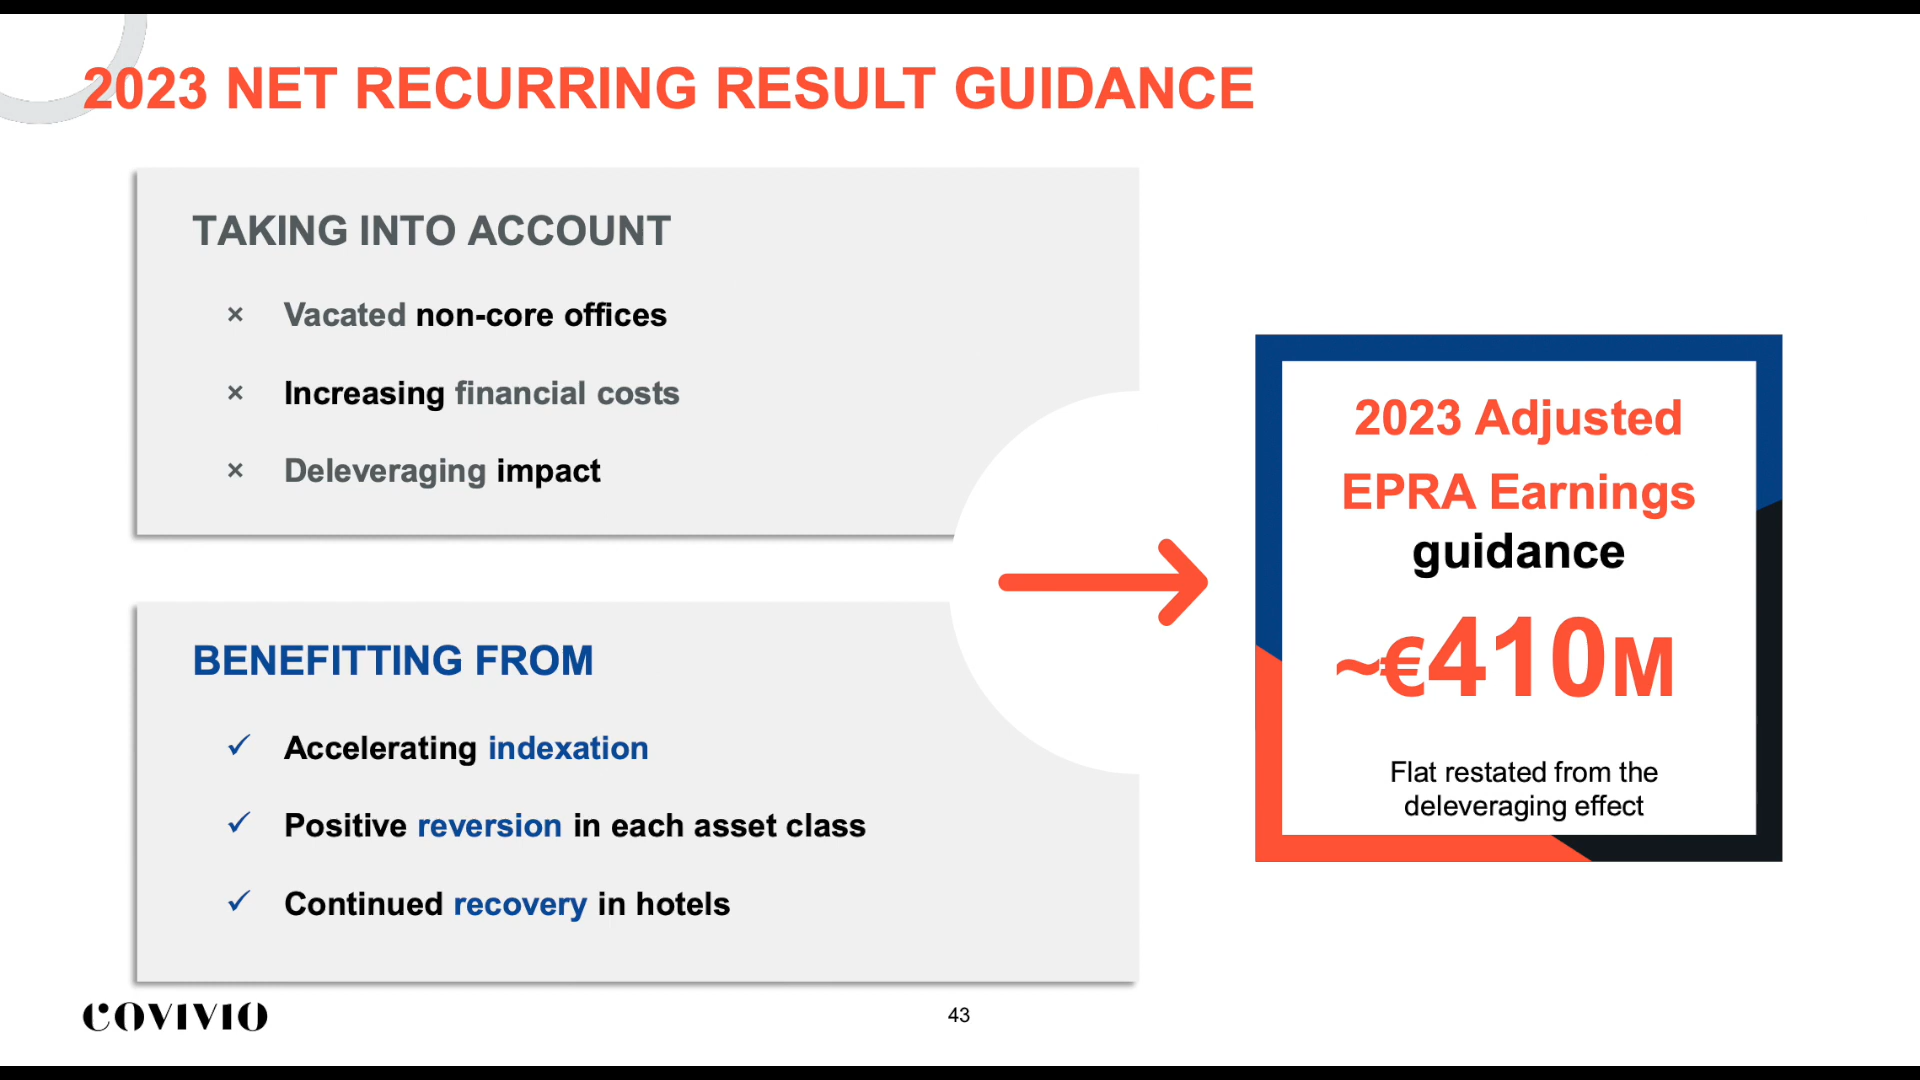 2023 NET RECURRING RESULT GUIDANCE
TAKING INTO ACCOUNT
× Vacated non-core offices
× Increasing financial costs
× Deleveraging impact
BENEFITTING FROM
✓ Accelerating indexation
✓ Positive reversion in each asset class
✓ Continued recovery in hotels
2023 Adjusted
EPRA Earnings
guidance
~€410M
Flat restated from the
deleveraging effect
COVIVIO
43